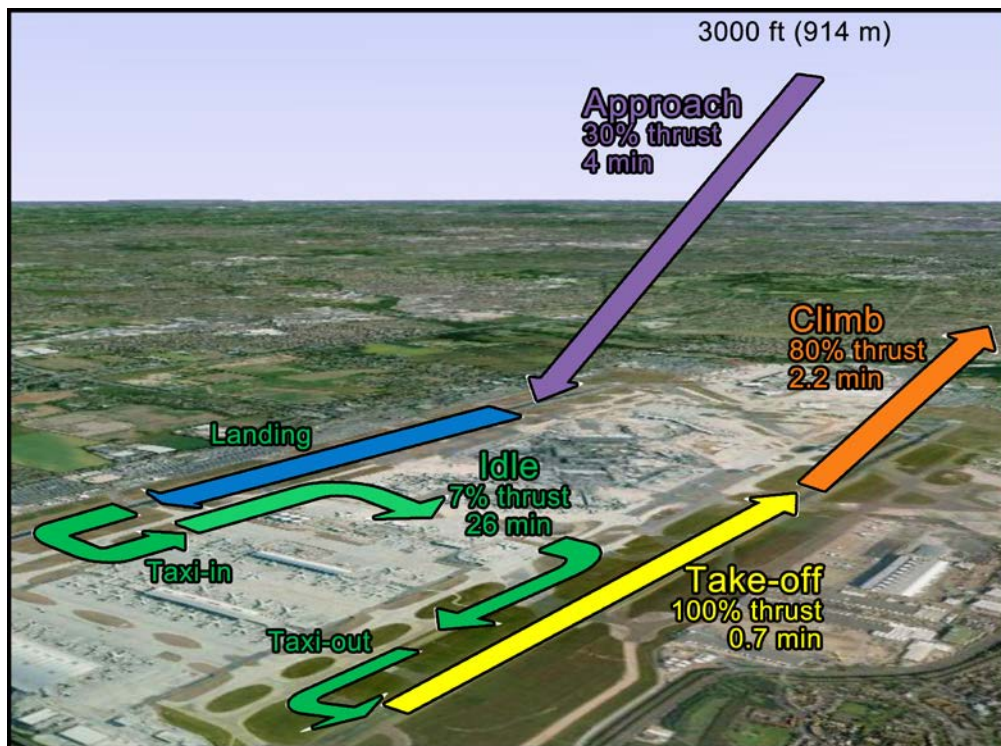 3000 ft (914 m)
Approach
30% thrust
4 min
Climb
80% thrust
2.2 min
Landing
Idle
7% thrust
26 min
Taxi-in
Take-off
100% thrust
0.7 min
Taxi-out